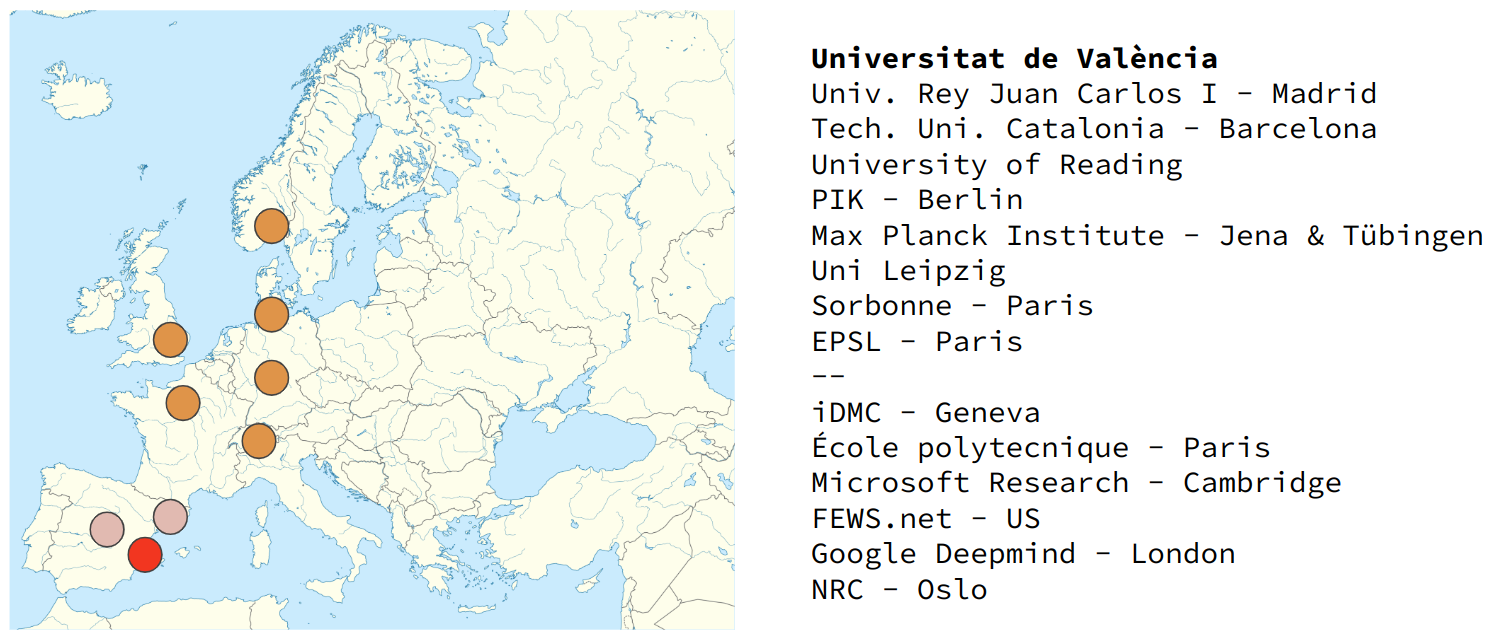 Universitat de València
Univ. Rey Juan Carlos I - Madrid
Tech. Uni. Catalonia - Barcelona
University of Reading
PIK - Berlin
Max Planck Institute - Jena & Tübingen
Uni Leipzig
Sorbonne - Paris
EPSL - Paris
--
iDMC - Geneva
École polytecnique - Paris
Microsoft Research - Cambridge
FEWS.net - US
Google Deepmind - London
NRC - Oslo